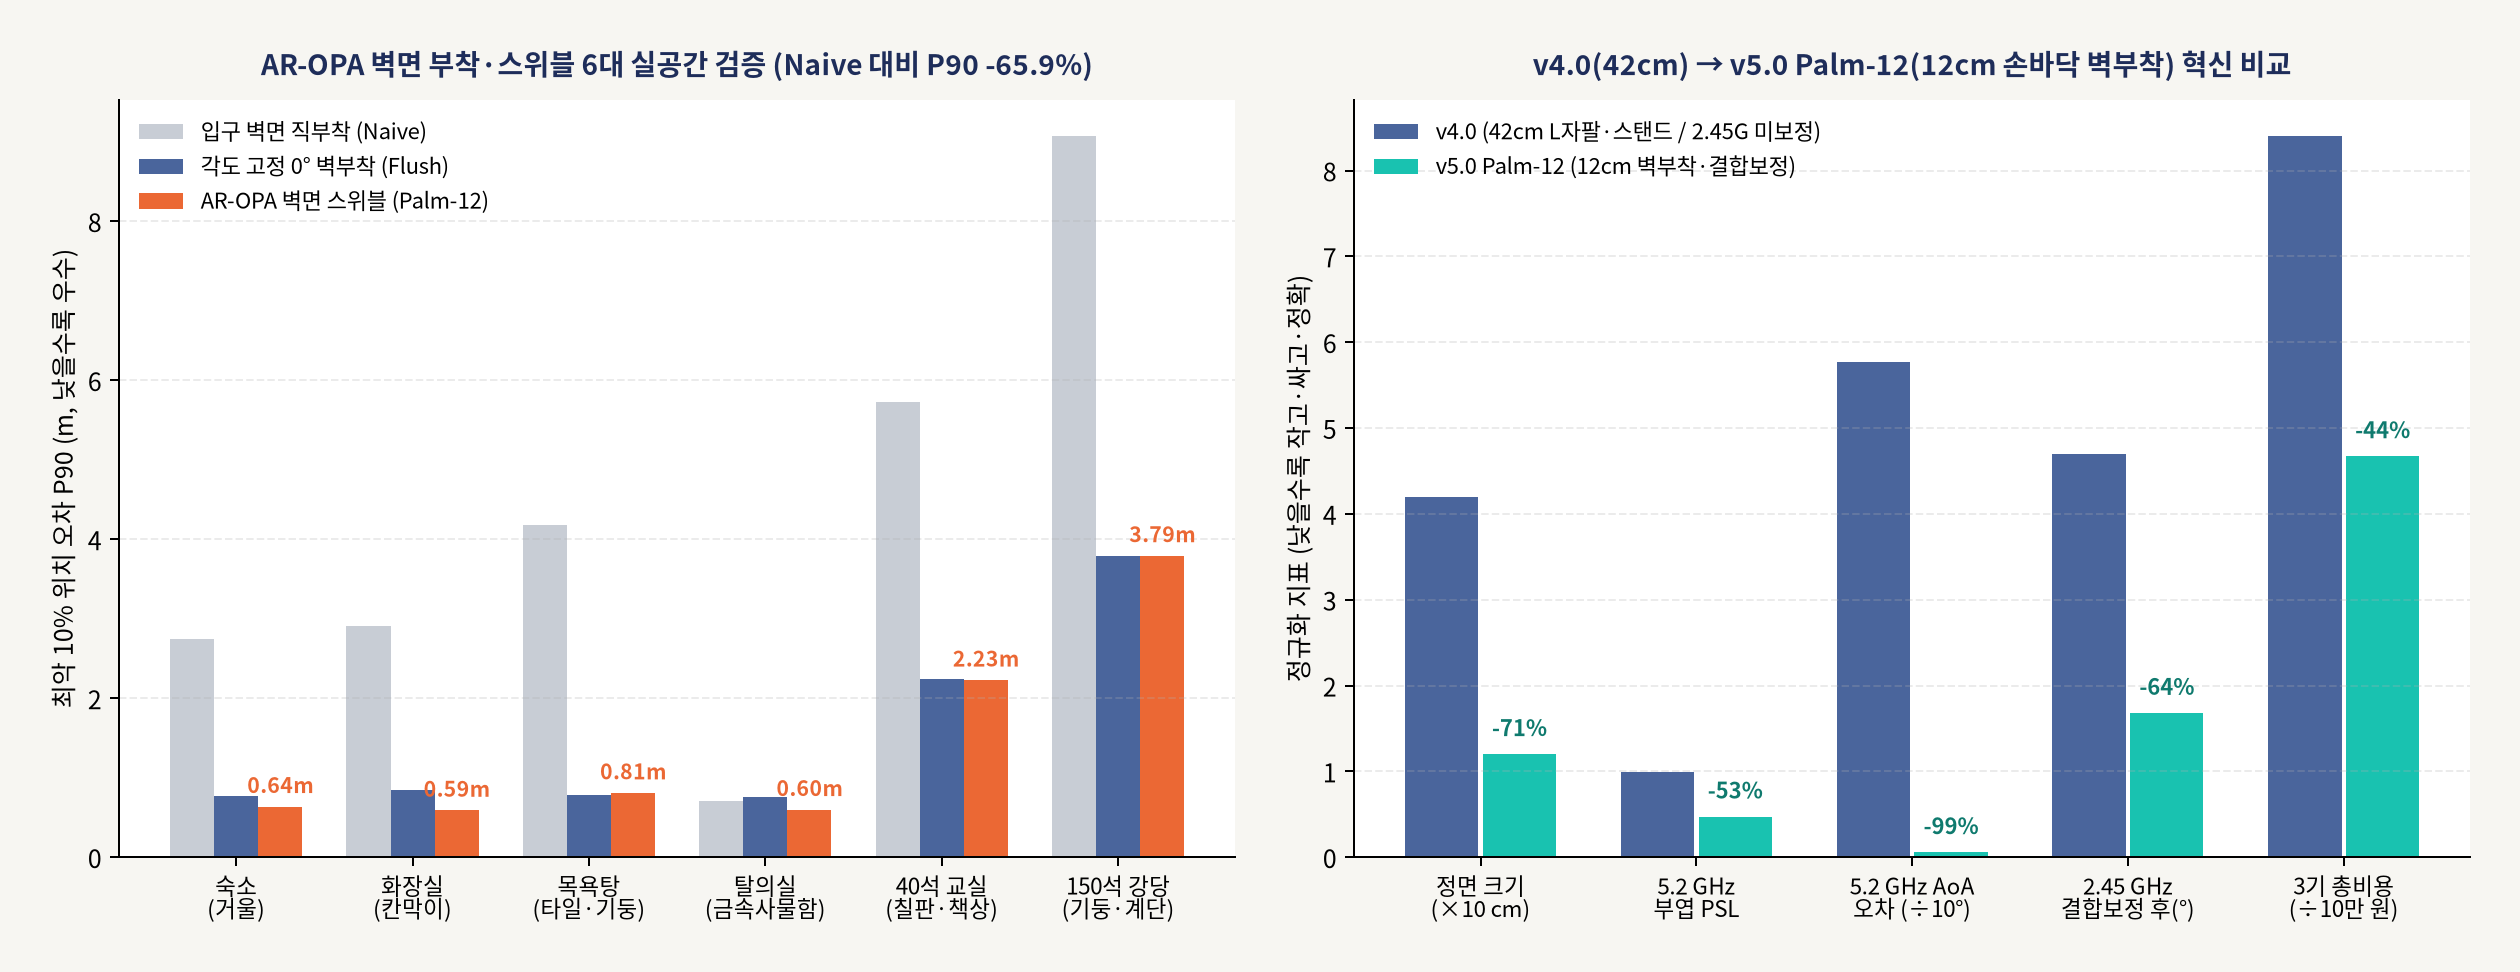 AR-OPA 벽면 부착·스위블 6대 실공간 검증 (Naive 대비 P90 -65.9%)
최악 10% 위치 오차 P90 (m, 낮을수록 우수)
입구 벽면 직부착 (Naive)
각도 고정 0° 벽부착 (Flush)
AR-OPA 벽면 스위블 (Palm-12)
8
6
4
2
0
0.64m
0.59m
0.81m
0.60m
2.23m
3.79m
숙소
(거울)
화장실
(칸막이)
목욕탕
(타일·기둥)
탈의실
(금속사물함)
40석 교실
(칠판·책상)
150석 강당
(기둥·계단)
v4.0(42cm) → v5.0 Palm-12(12cm 손바닥 벽부착) 혁신 비교
정규화 지표 (낮을수록 작고·싸고·정확)
v4.0 (42cm L자팔·스탠드 / 2.45G 미보정)
v5.0 Palm-12 (12cm 벽부착·결합보정)
8
7
6
5
4
3
2
1
0
-71%
-53%
-99%
-64%
-44%
정면 크기
(×10 cm)
5.2 GHz
부엽 PSL
5.2 GHz AoA
오차 (÷10°)
2.45 GHz
결합보정 후(°)
3기 총비용
(÷10만 원)